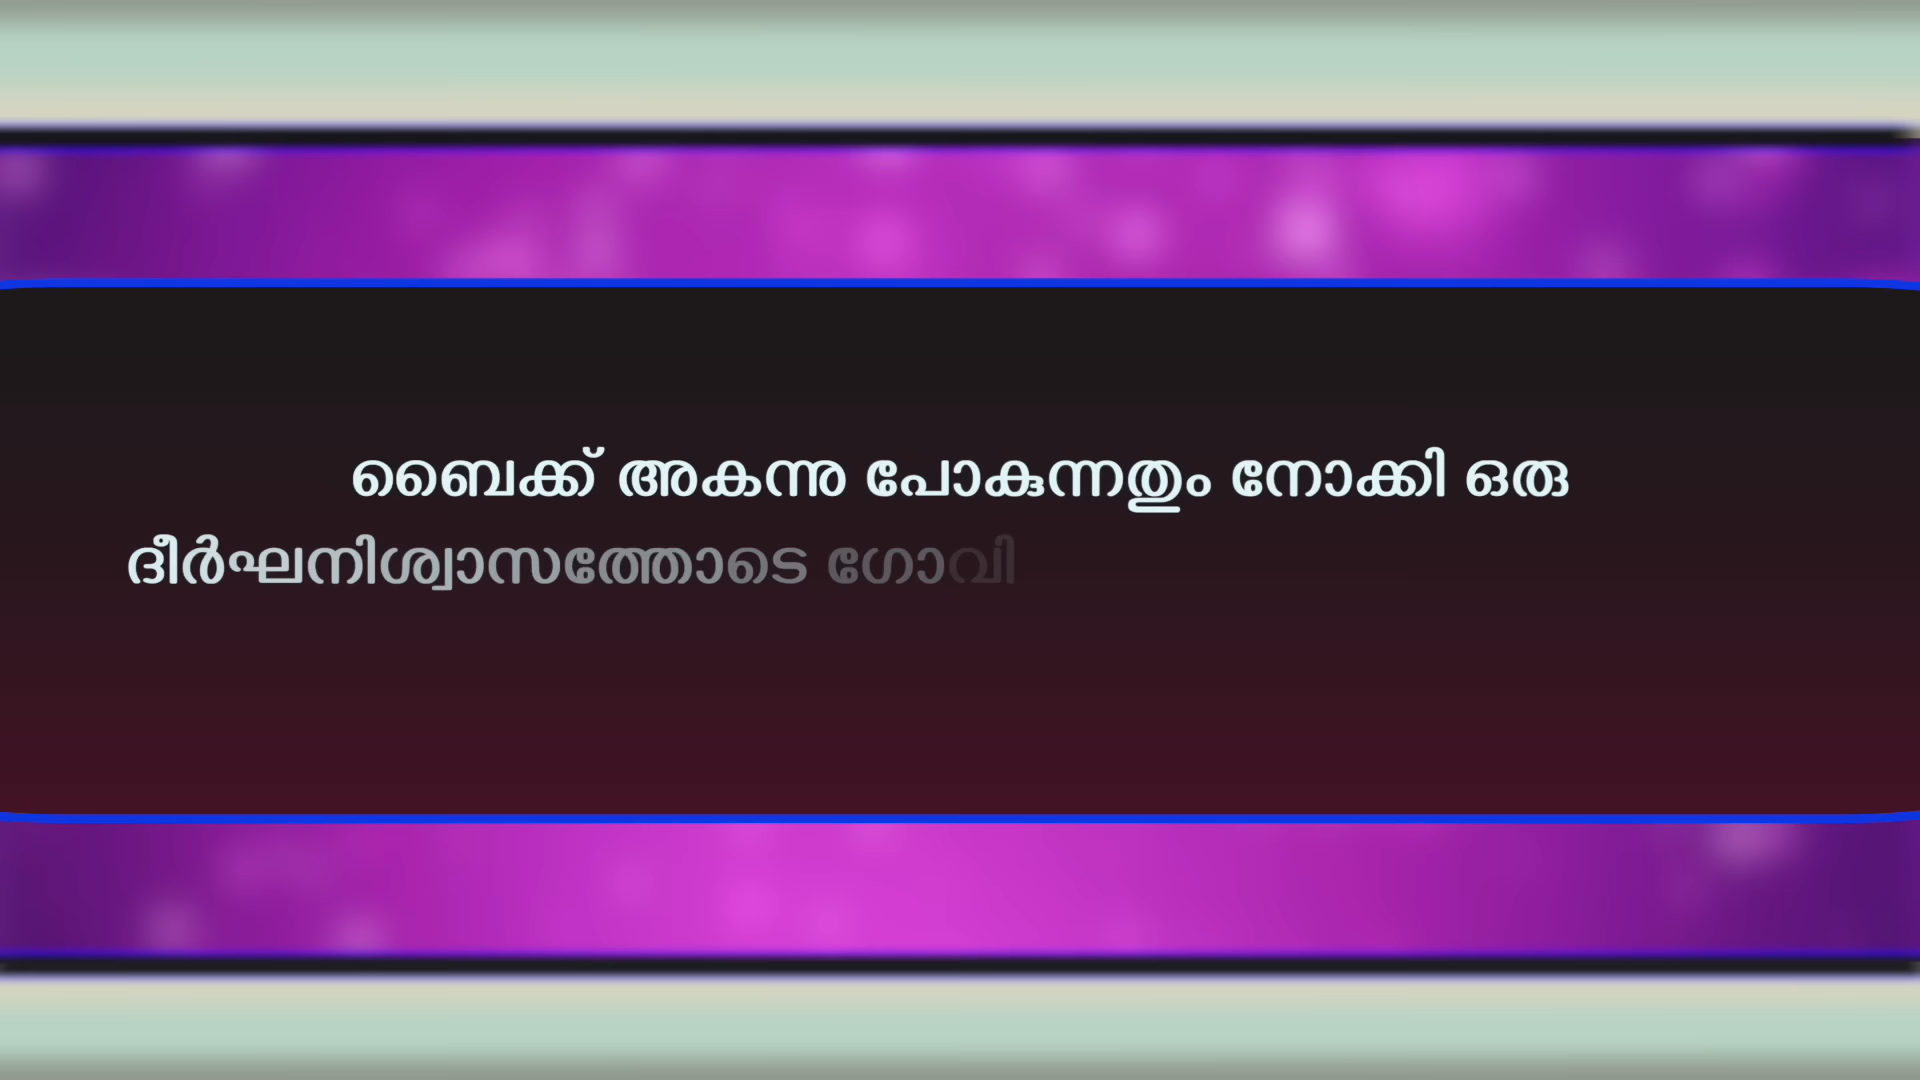 ബൈക്ക് അകന്നു പോകുന്നതും നോക്കി ഒരു
ദീർഘനിശ്വാസത്തോടെ ഗോവി